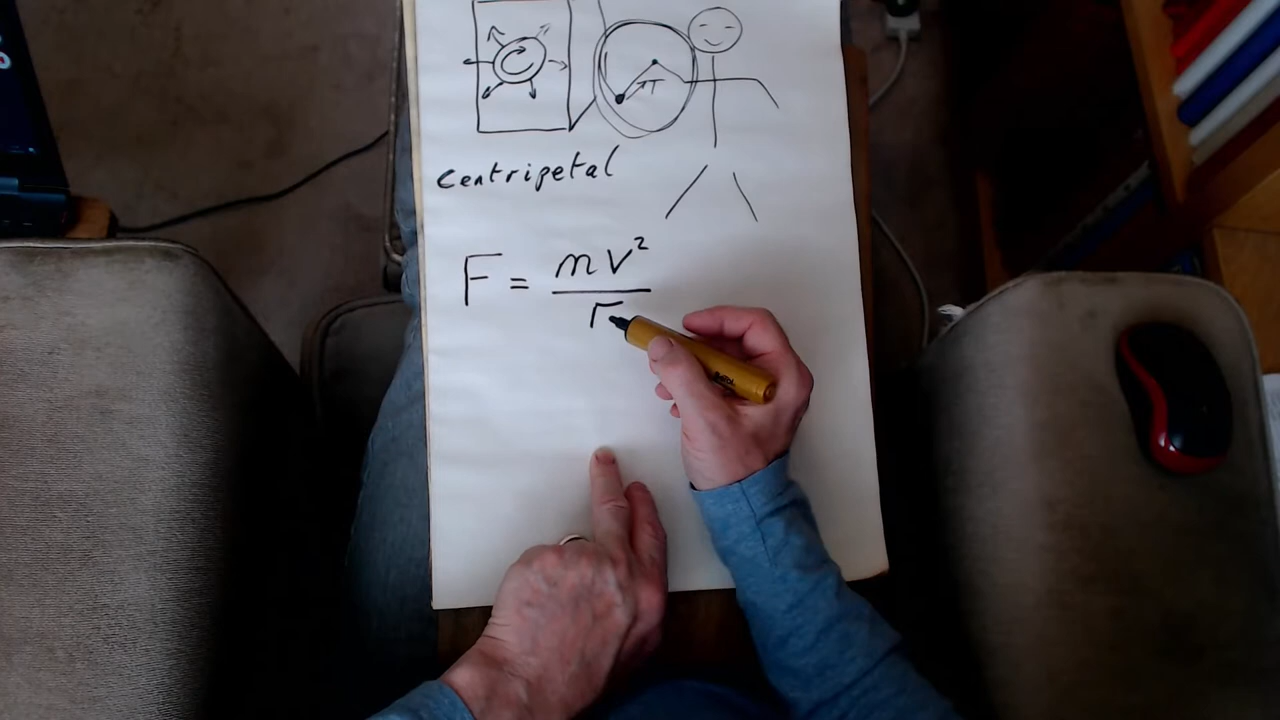 centripetal
F = mv²/r